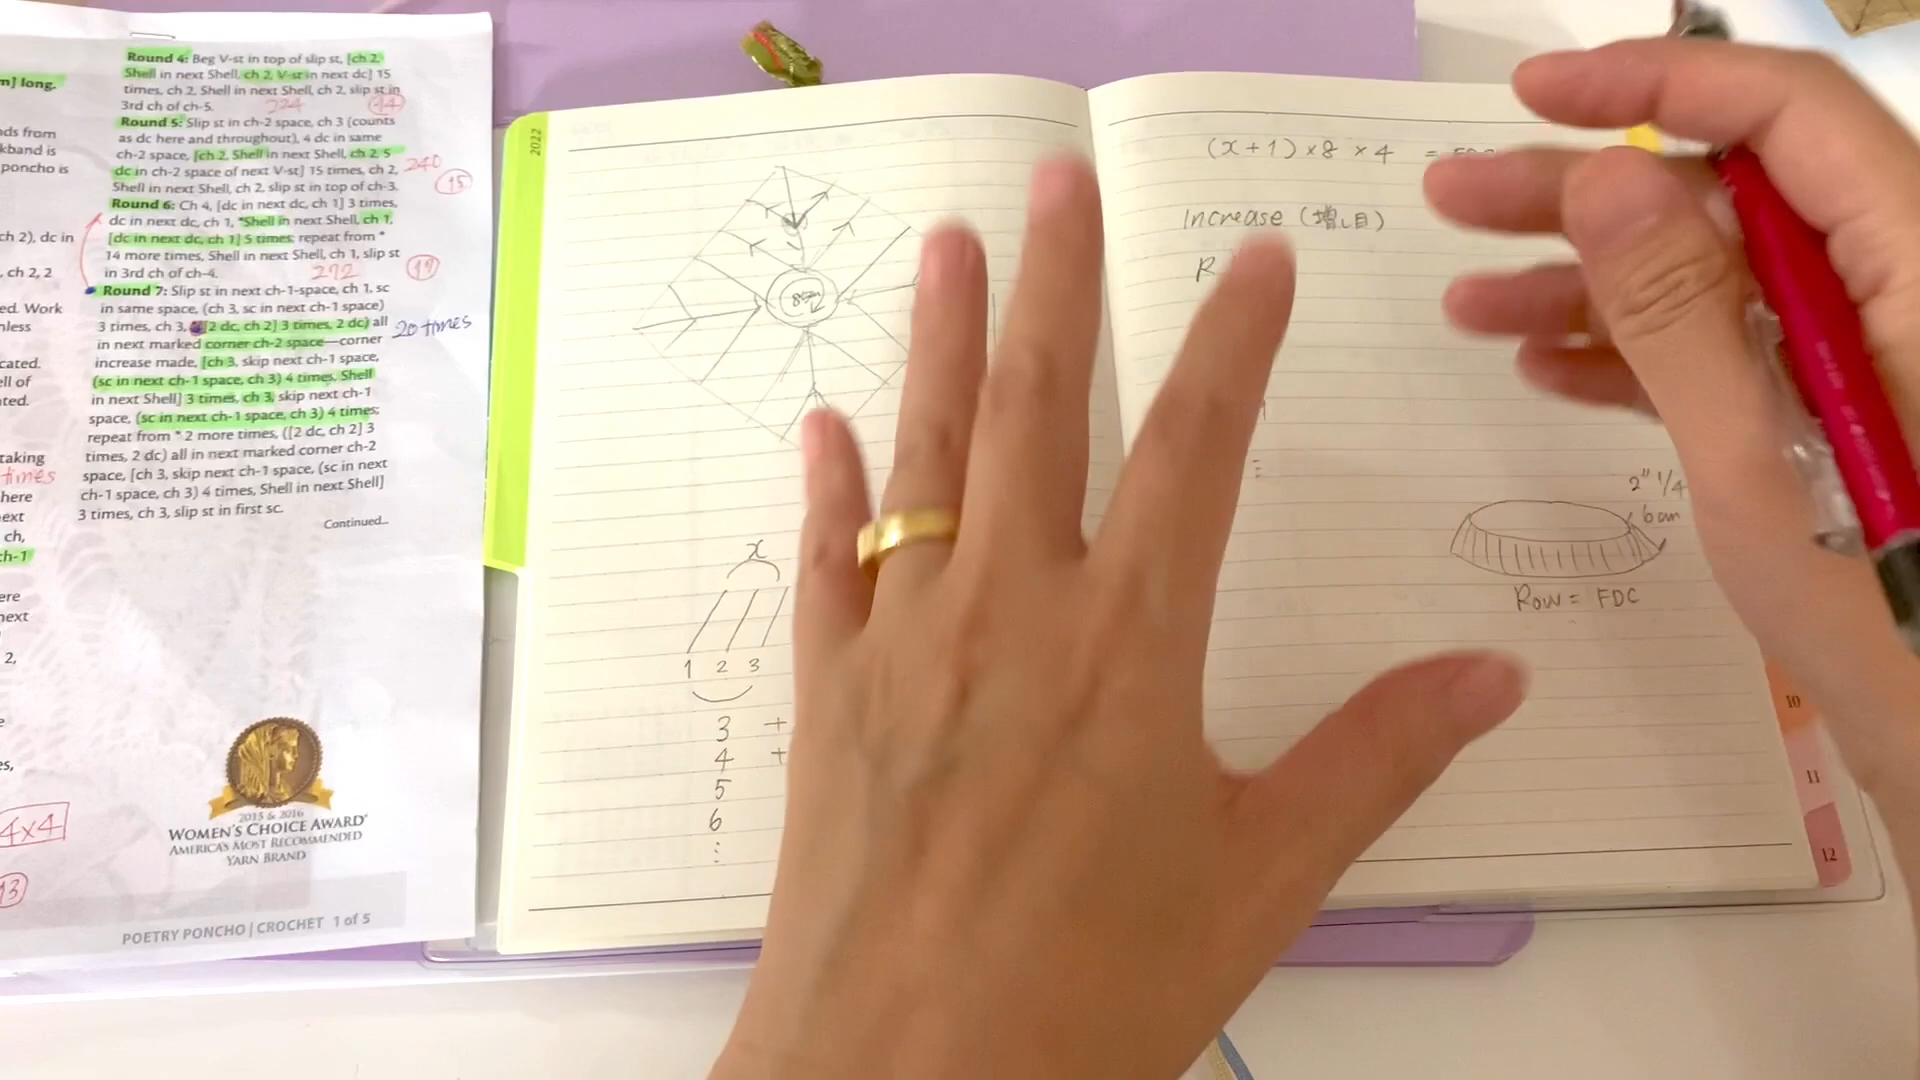 m] long.
nds from
kband is
poncho is
ch 2), dc in
, ch 2, 2
ed. Work
nless
cated.
ell of
ted.
taking
times
here
ext
ch,
ch-1
ere
next
2,
es,
4x4
13
Round 4: Beg V-st in top of slip st, [ch 2,
Shell in next Shell, ch 2, V-st in next dc] 15
times, ch 2, Shell in next Shell, ch 2, slip st in
3rd ch of ch-5.
224
14
Round 5: Slip st in ch-2 space, ch 3 (counts
as dc here and throughout), 4 dc in same
ch-2 space, [ch 2, Shell in next Shell, ch 2, 5
dc in ch-2 space of next V-st] 15 times, ch 2,
Shell in next Shell, ch 2, slip st in top of ch-3.
240
15
Round 6: Ch 4, [dc in next dc, ch 1] 3 times,
dc in next dc, ch 1, *Shell in next Shell, ch 1,
[dc in next dc, ch 1] 5 times; repeat from *
14 more times, Shell in next Shell, ch 1, slip st
in 3rd ch of ch-4.
272
Round 7: Slip st in next ch-1-space, ch 1, sc
in same space, (ch 3, sc in next ch-1 space)
3 times, ch 3, ([2 dc, ch 2] 3 times, 2 dc) all
20 times
in next marked corner ch-2 space—corner
increase made, [ch 3, skip next ch-1 space,
(sc in next ch-1 space, ch 3) 4 times, Shell
in next Shell] 3 times, ch 3, skip next ch-1
space, (sc in next ch-1 space, ch 3) 4 times;
repeat from * 2 more times, ([2 dc, ch 2] 3
times, 2 dc) all in next marked corner ch-2
space, [ch 3, skip next ch-1 space, (sc in next
ch-1 space, ch 3) 4 times, Shell in next Shell]
3 times, ch 3, slip st in first sc.
Continued...
2015 & 2016
WOMEN'S CHOICE AWARD
AMERICA'S MOST RECOMMENDED
YARN BRAND
POETRY PONCHO | CROCHET 1 of 5
2022
x
1 2 3
3 +
4 +
5
6
⋮
(x+1)×8×4 =
Increase (増し目)
R
2" 1/4
6cm
Row = FDC
10
11
12